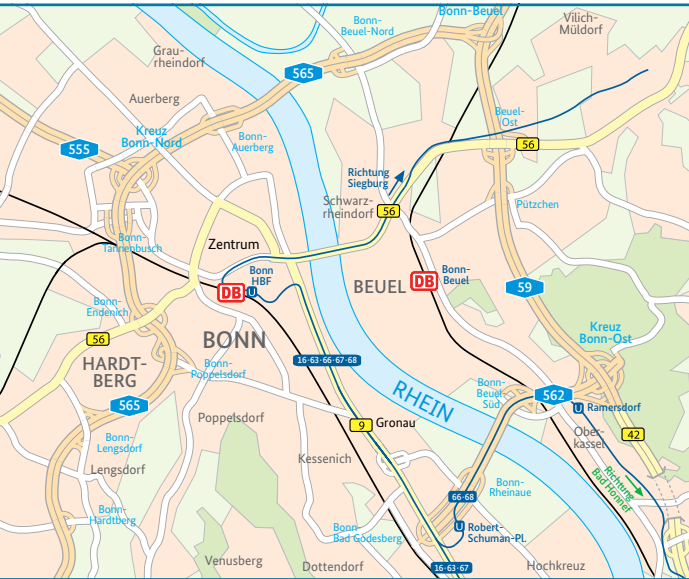 Bonn-Beuel
Bonn-
Beuel-Nord
Vilich-
Müldorf
Grau-
rheindorf
565
Auerberg
Beuel-
Ost
Kreuz
Bonn-Nord
555
Bonn-
Auerberg
56
Richtung
Siegburg
Schwarz-
rheindorf
56
Pützchen
Bonn-
Tannenbusch
Zentrum
Bonn
HBF
DB
U
BEUEL
DB
Bonn-
Beuel
59
Bonn-
Endenich
56
BONN
Kreuz
Bonn-Ost
HARDT-
BERG
Bonn-
Poppelsdorf
16-63-66-67-68
RHEIN
Bonn-
Beuel
Süd
562
U
Ramersdorf
565
Poppelsdorf
9
Gronau
Ober-
kassel
42
Bonn-
Lengsdorf
Lengsdorf
Kessenich
Richtung
Bad Honnef
Bonn-
Rheinaue
66-68
Bonn-
Hardtberg
Bonn-
Bad Godesberg
U
Robert-
Schuman-Pl.
Venusberg
Dottendorf
16-63-67
Hochkreuz